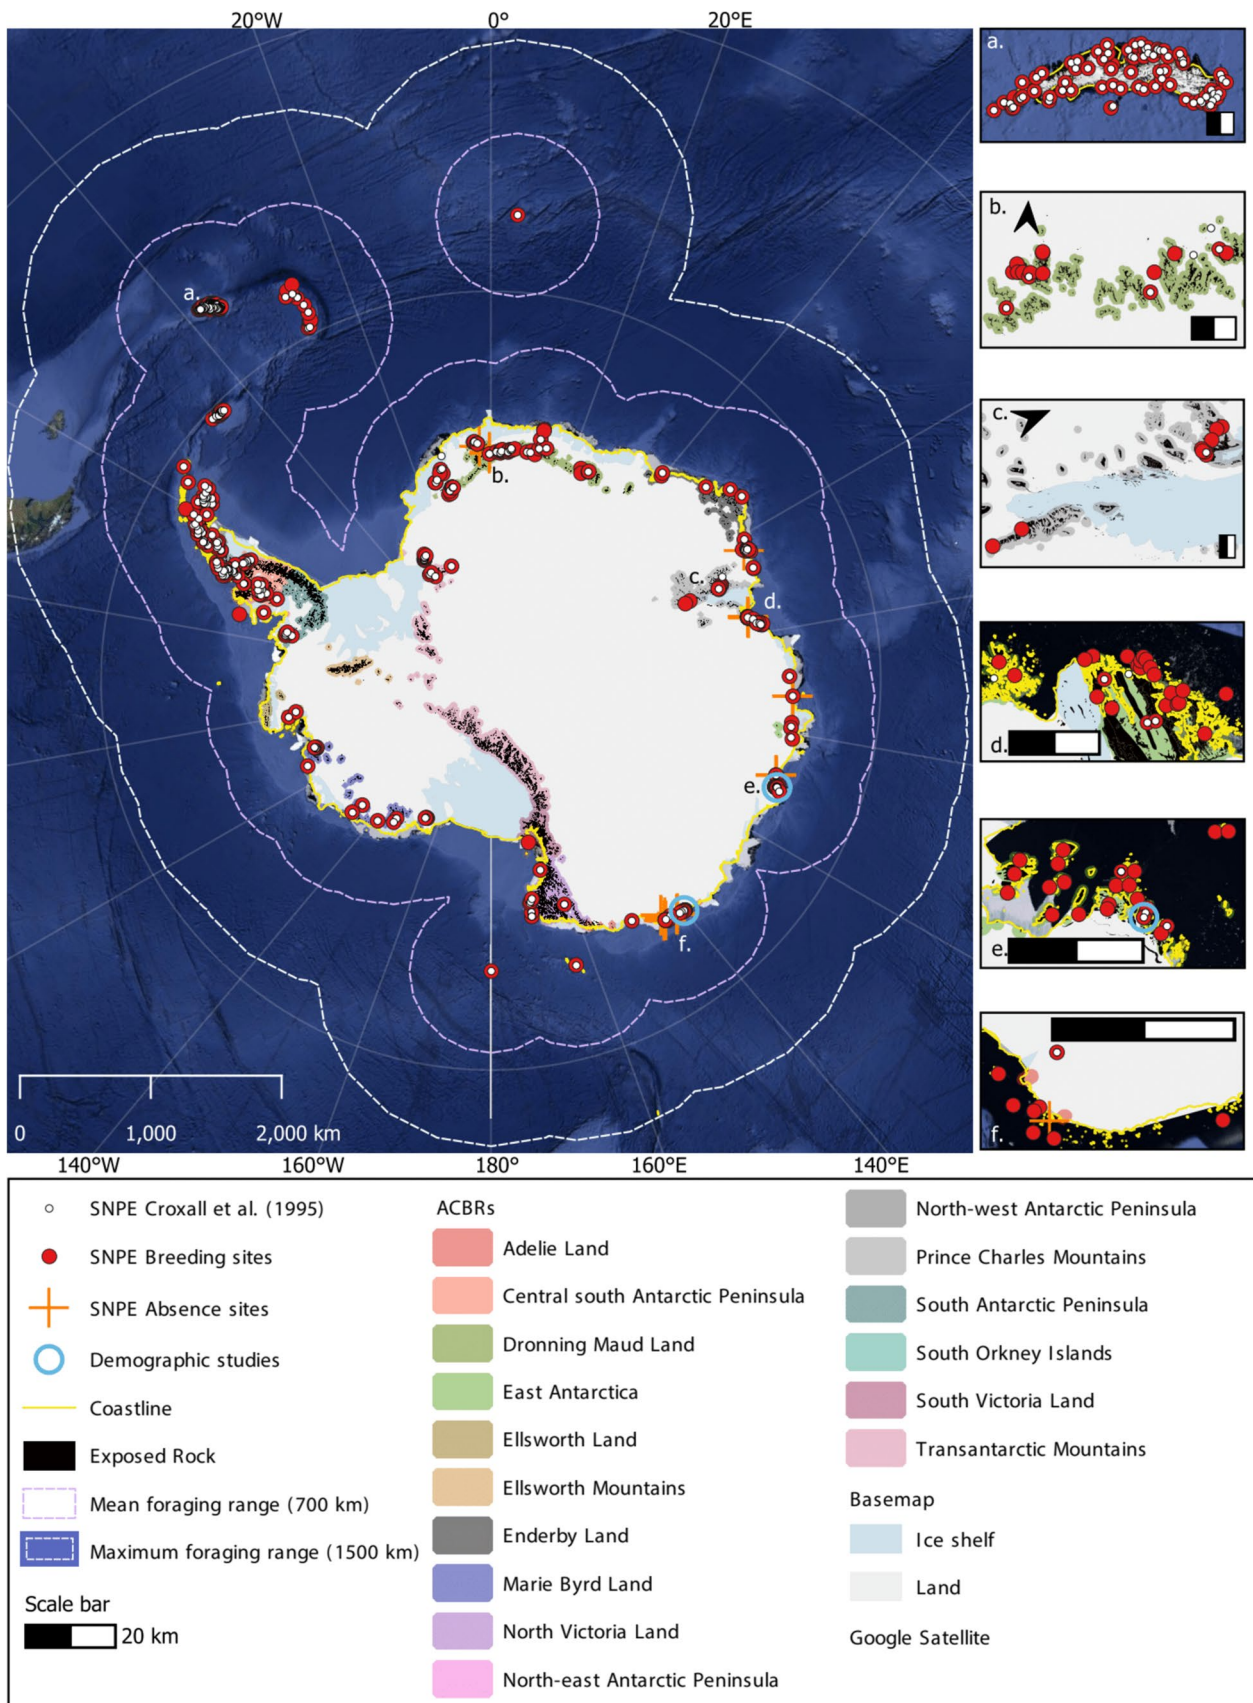 20°W
0°
20°E
a.
b.
c.
d.
e.
f.
a.
b.
c.
d.
e.
f.
0
1,000
2,000 km
140°W
160°W
180°
160°E
140°E
SNPE Croxall et al. (1995)
SNPE Breeding sites
SNPE Absence sites
Demographic studies
Coastline
Exposed Rock
Mean foraging range (700 km)
Maximum foraging range (1500 km)
Scale bar
20 km
ACBRs
Adelie Land
Central south Antarctic Peninsula
Dronning Maud Land
East Antarctica
Ellsworth Land
Ellsworth Mountains
Enderby Land
Marie Byrd Land
North Victoria Land
North-east Antarctic Peninsula
North-west Antarctic Peninsula
Prince Charles Mountains
South Antarctic Peninsula
South Orkney Islands
South Victoria Land
Transantarctic Mountains
Basemap
Ice shelf
Land
Google Satellite